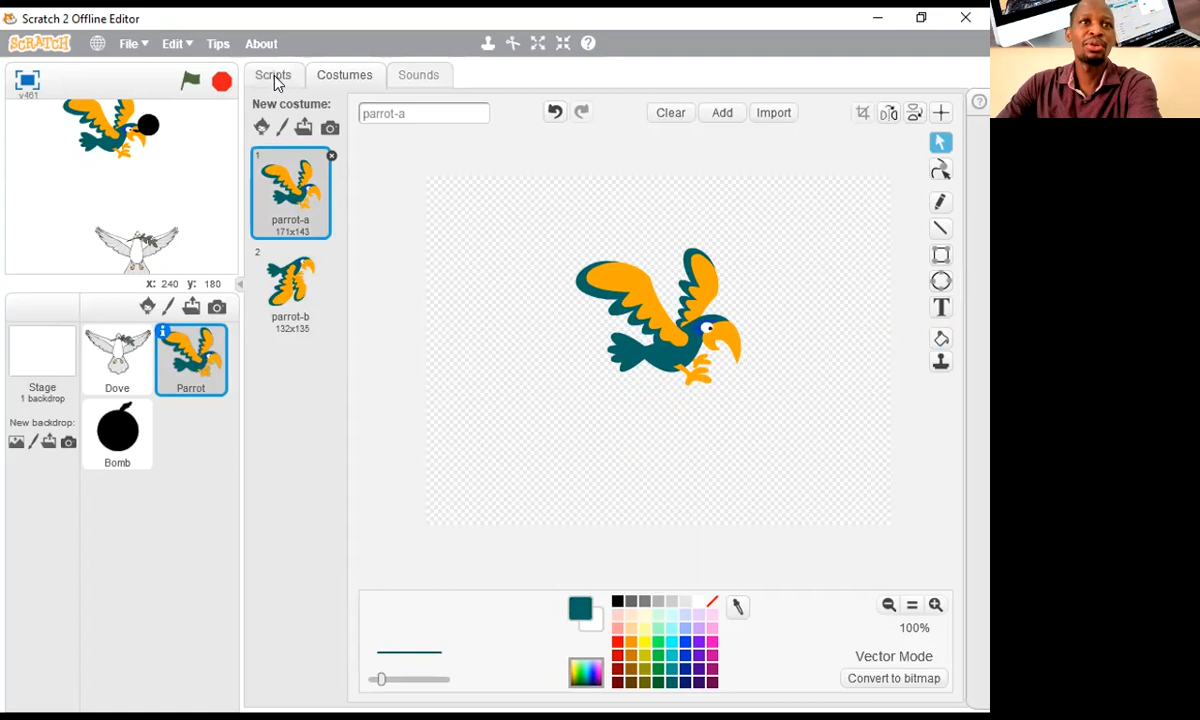 Scratch 2 Offline Editor
SCRATCH
File Edit Tips About
v461
Scripts Costumes Sounds
New costume:
parrot-a
Clear Add Import
1
parrot-a
171x143
2
parrot-b
132x135
x: 240 y: 180
Stage
1 backdrop
New backdrop:
Dove
Parrot
Bomb
T
100%
Vector Mode
Convert to bitmap